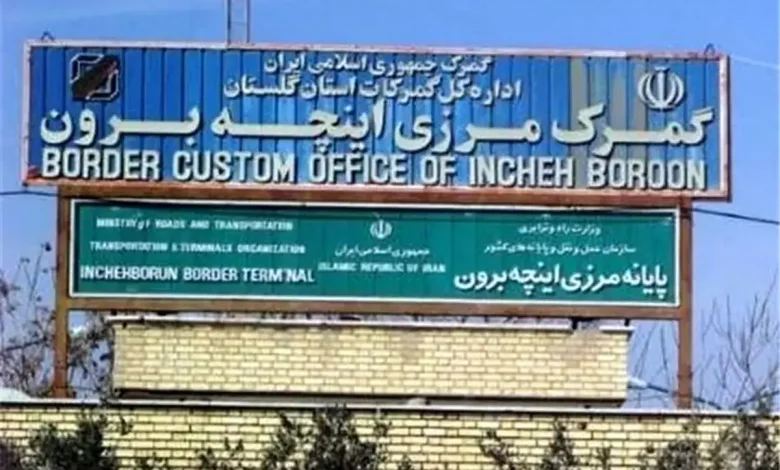 گمرک جمهوری اسلامی ایران
اداره کل گمرکات استان گلستان
گمرک مرزی اینچه برون
BORDER CUSTOM OFFICE OF INCHEH BOROON
MINISTRY of ROADS AND TRANSPORTATION
TRANSPORTATION & TERMINALS ORGANIZATION
INCHEHBORUN BORDER TERMINAL
جمهوری اسلامی ایران
ISLAMIC REPUBLIC OF IRAN
وزارت راه و ترابری
سازمان حمل و نقل و پایانه های کشور
پایانه مرزی اینچه برون